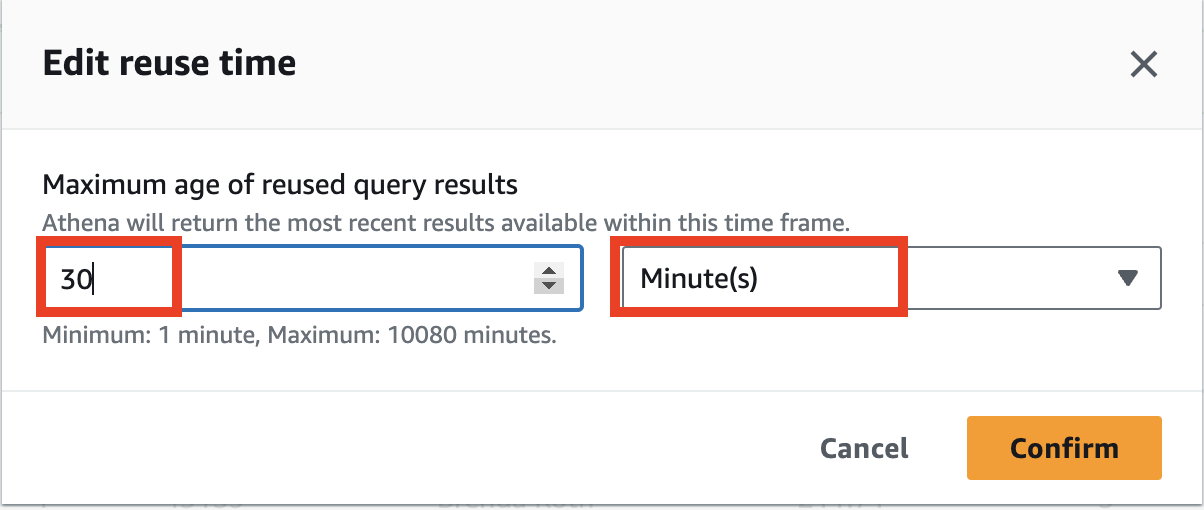 Edit reuse time
Maximum age of reused query results
Athena will return the most recent results available within this time frame.
30 Minute(s)
Minimum: 1 minute, Maximum: 10080 minutes.
Cancel Confirm